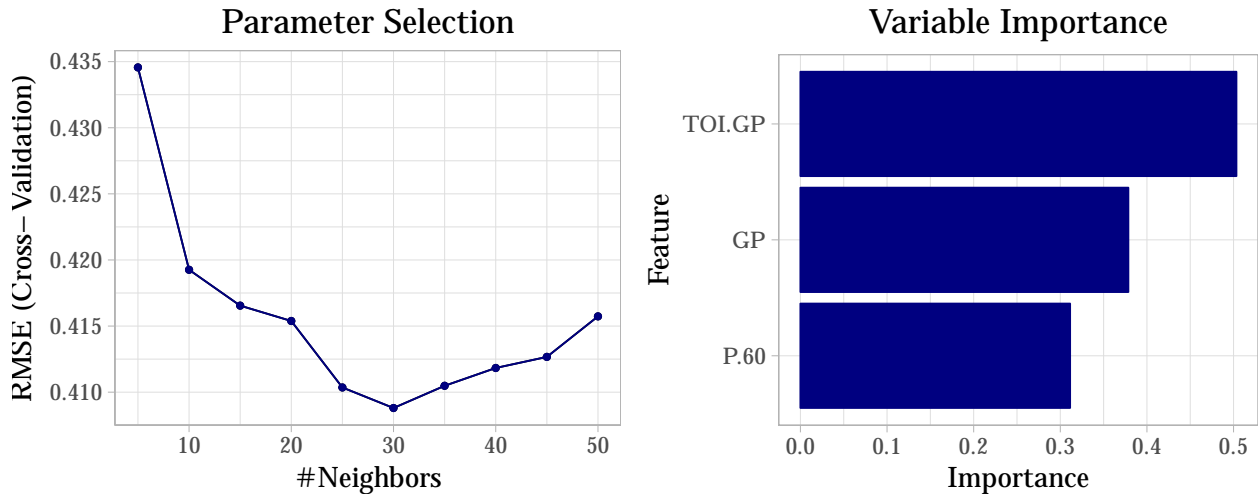 Parameter Selection
RMSE (Cross−Validation)
0.435
0.430
0.425
0.420
0.415
0.410
10 20 30 40 50
#Neighbors
Variable Importance
Feature
TOI.GP
GP
P.60
0.0 0.1 0.2 0.3 0.4 0.5
Importance